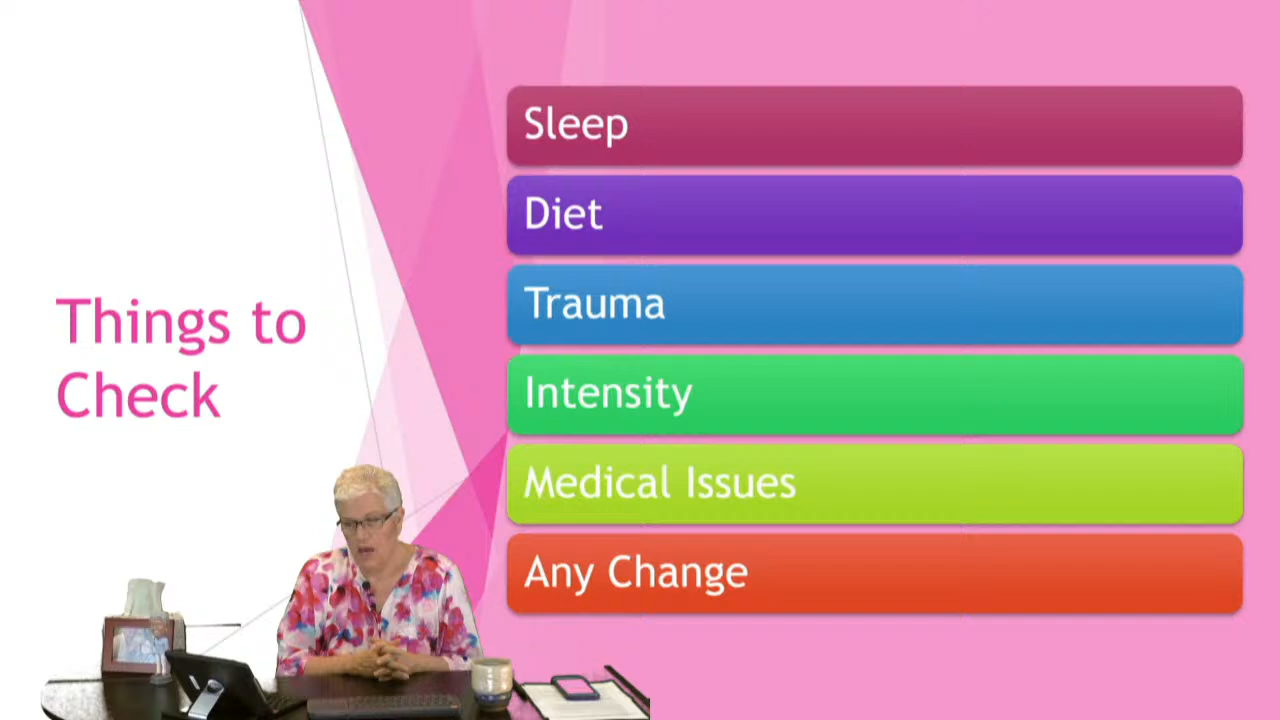 Things to
Check
Sleep
Diet
Trauma
Intensity
Medical Issues
Any Change